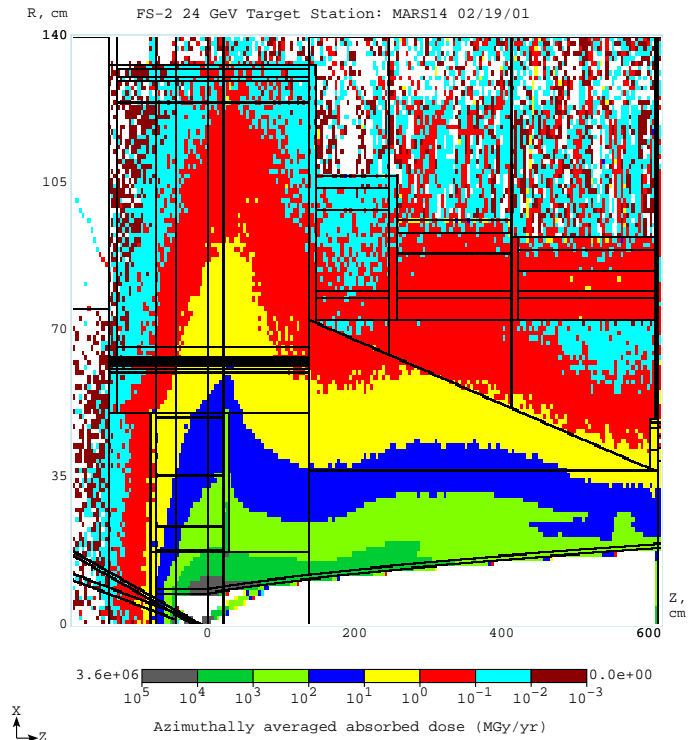 R, cm FS-2 24 GeV Target Station: MARS14 02/19/01
140
105
70
35
0
0 200 400 600
Z, cm
3.6e+06 0.0e+00
10^5 10^4 10^3 10^2 10^1 10^0 10^-1 10^-2 10^-3
Azimuthally averaged absorbed dose (MGy/yr)
X
Z